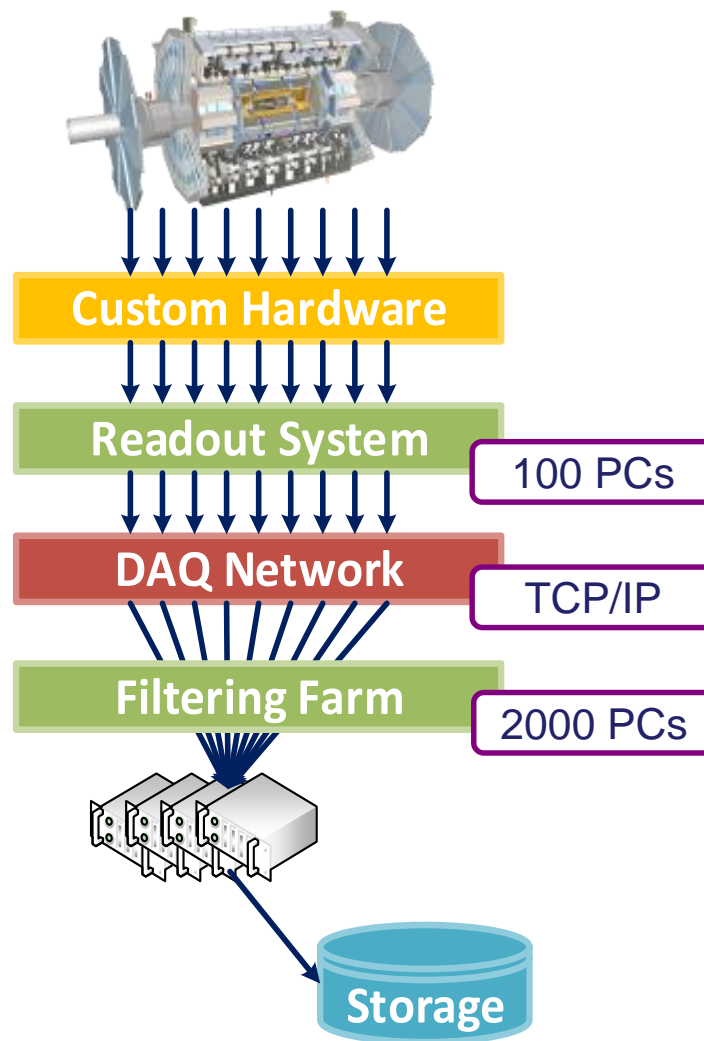 Custom Hardware
Readout System
100 PCs
DAQ Network
TCP/IP
Filtering Farm
2000 PCs
Storage